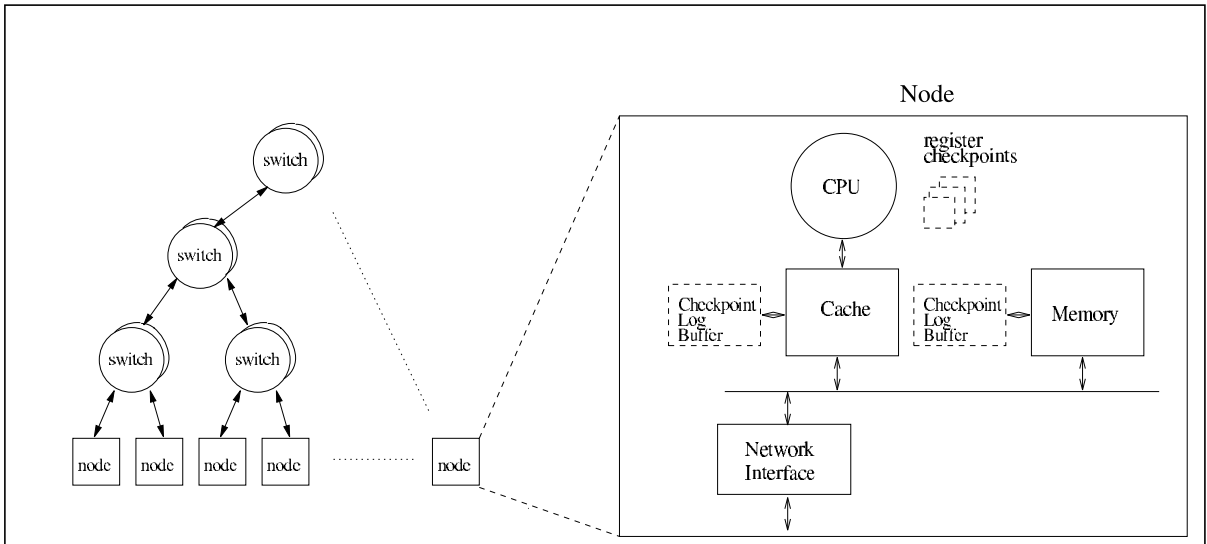 Node
switch
register
checkpoints
CPU
switch
Checkpoint
Log
Buffer
Cache
Checkpoint
Log
Buffer
Memory
switch
switch
node
node
node
node
node
Network
Interface